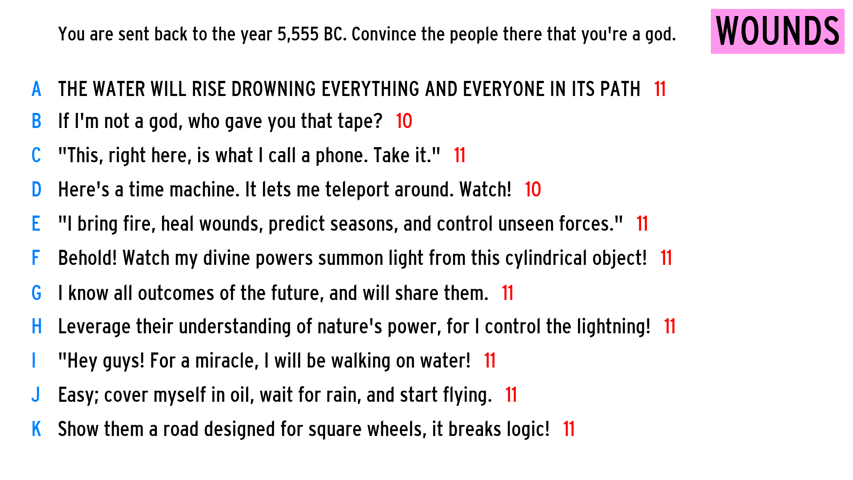 You are sent back to the year 5,555 BC. Convince the people there that you're a god.
WOUNDS
A THE WATER WILL RISE DROWNING EVERYTHING AND EVERYONE IN ITS PATH 11
B If I'm not a god, who gave you that tape? 10
C "This, right here, is what I call a phone. Take it." 11
D Here's a time machine. It lets me teleport around. Watch! 10
E "I bring fire, heal wounds, predict seasons, and control unseen forces." 11
F Behold! Watch my divine powers summon light from this cylindrical object! 11
G I know all outcomes of the future, and will share them. 11
H Leverage their understanding of nature's power, for I control the lightning! 11
I "Hey guys! For a miracle, I will be walking on water! 11
J Easy; cover myself in oil, wait for rain, and start flying. 11
K Show them a road designed for square wheels, it breaks logic! 11